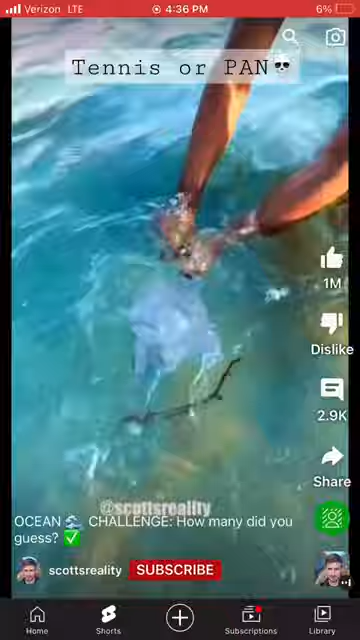 Verizon LTE
4:36 PM
6%
Tennis or PAN💀
1M
Dislike
2.9K
Share
@scottsreality
OCEAN 🌊 CHALLENGE: How many did you
guess? ✅
scottsreality
SUBSCRIBE
Home
Shorts
Subscriptions
Library